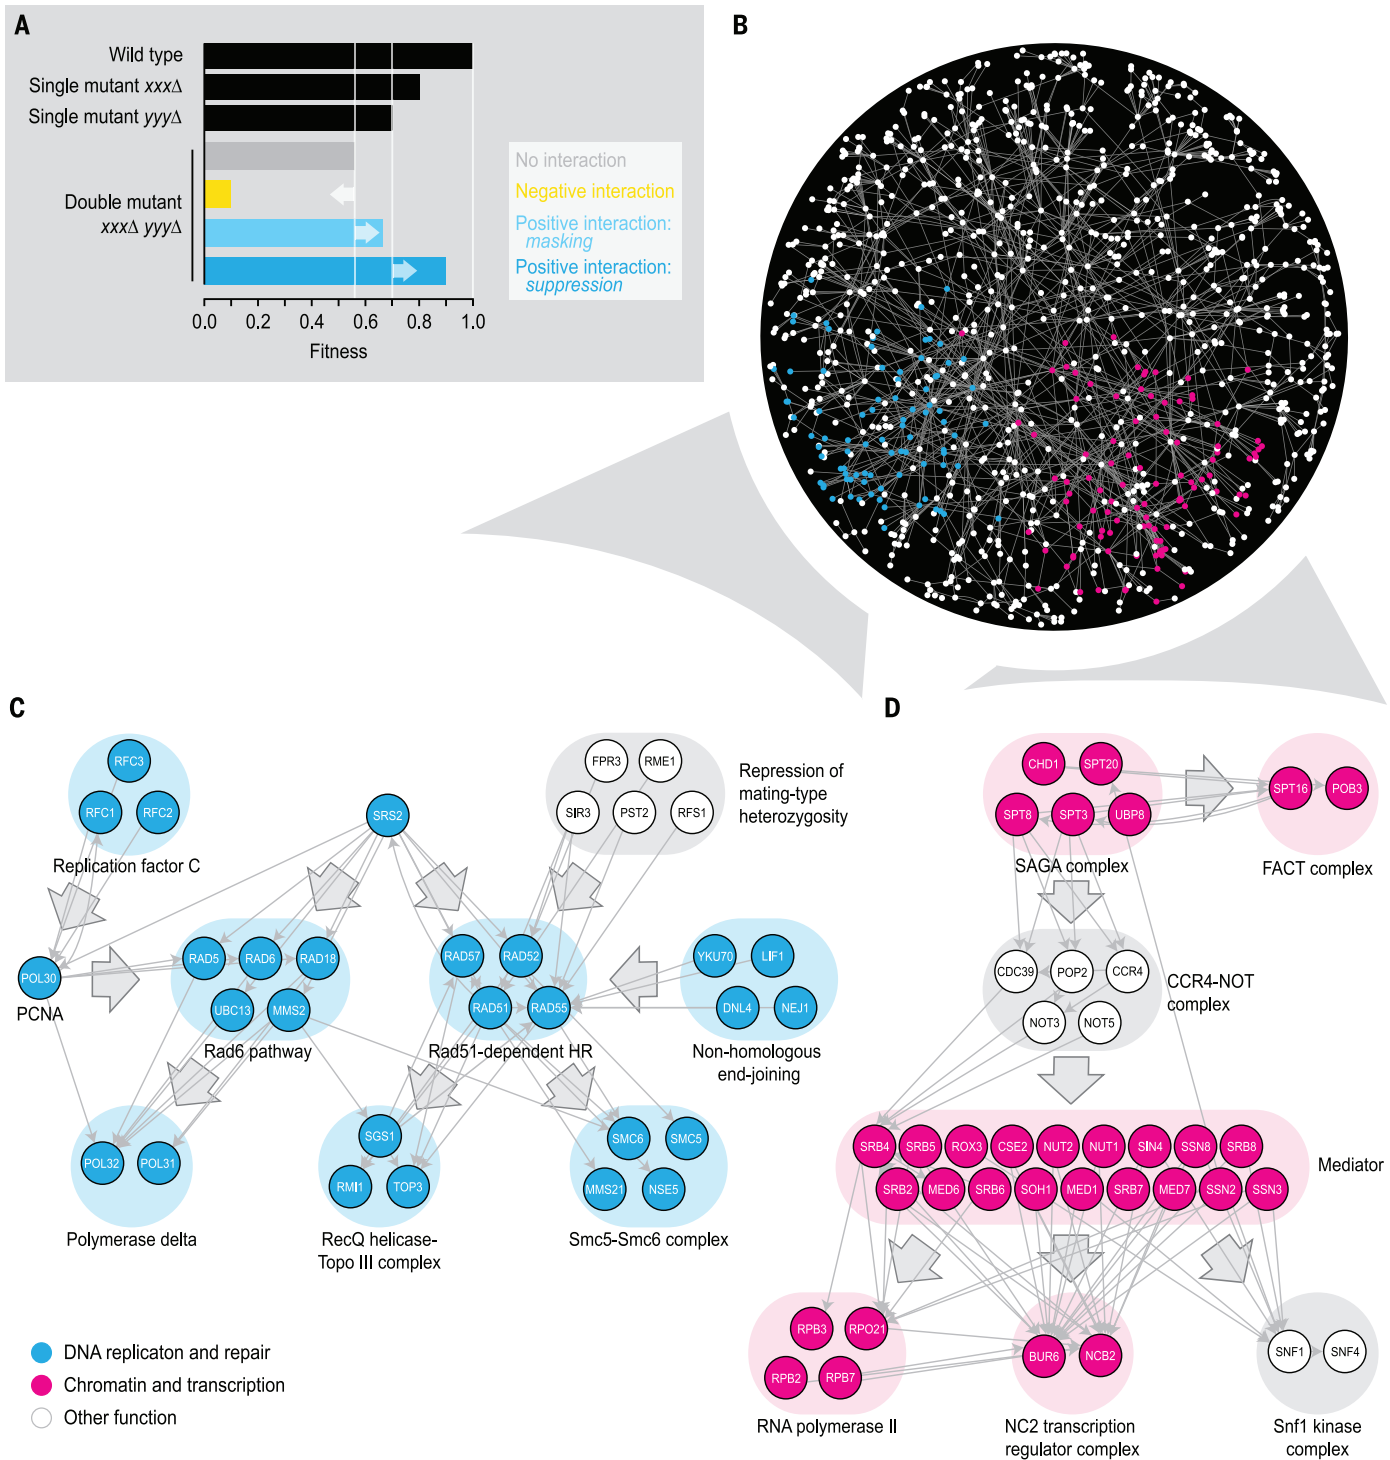 A
Wild type
Single mutant xxxΔ
Single mutant yyyΔ
Double mutant
xxxΔ yyyΔ
No interaction
Negative interaction
Positive interaction:
masking
Positive interaction:
suppression
0.0 0.2 0.4 0.6 0.8 1.0
Fitness
B
C
RFC3
RFC1 RFC2
Replication factor C
SRS2
FPR3 RME1
SIR3 PST2 RFS1
Repression of
mating-type
heterozygosity
POL30
PCNA
RAD5 RAD6 RAD18
UBC13 MMS2
Rad6 pathway
RAD57 RAD52
RAD51 RAD55
Rad51-dependent HR
YKU70 LIF1
DNL4 NEJ1
Non-homologous
end-joining
POL32 POL31
Polymerase delta
SGS1
RMI1 TOP3
RecQ helicase-
Topo III complex
SMC6 SMC5
MMS21 NSE5
Smc5-Smc6 complex
DNA replicaton and repair
Chromatin and transcription
Other function
D
CHD1 SPT20
SPT8 SPT3 UBP8
SAGA complex
SPT16 POB3
FACT complex
CDC39 POP2 CCR4
NOT3 NOT5
CCR4-NOT
complex
SRB4 SRB5 ROX3 CSE2 NUT2 NUT1 SIN4 SSN8 SRB8
SRB2 MED6 SRB6 SOH1 MED1 SRB7 MED7 SSN2 SSN3
Mediator
RPB3 RPO21
RPB2 RPB7
RNA polymerase II
BUR6 NCB2
NC2 transcription
regulator complex
SNF1 SNF4
Snf1 kinase
complex